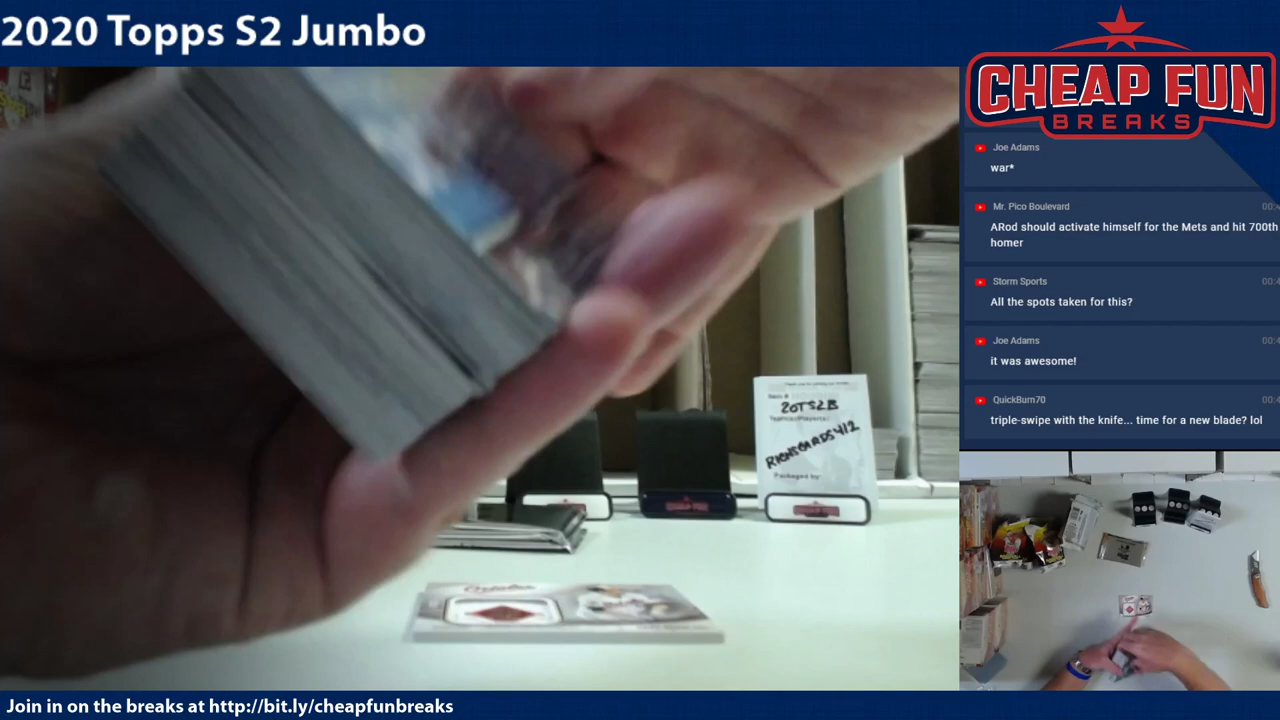 2020 Topps S2 Jumbo
CHEAP FUN
BREAKS
Joe Adams
war*
Mr. Pico Boulevard
ARod should activate himself for the Mets and hit 700th
homer
Storm Sports
All the spots taken for this?
Joe Adams
it was awesome!
QuickBurn70
triple-swipe with the knife... time for a new blade? lol
20TS2B
RICHSCARDS412
Packaged by:
Join in on the breaks at http://bit.ly/cheapfunbreaks